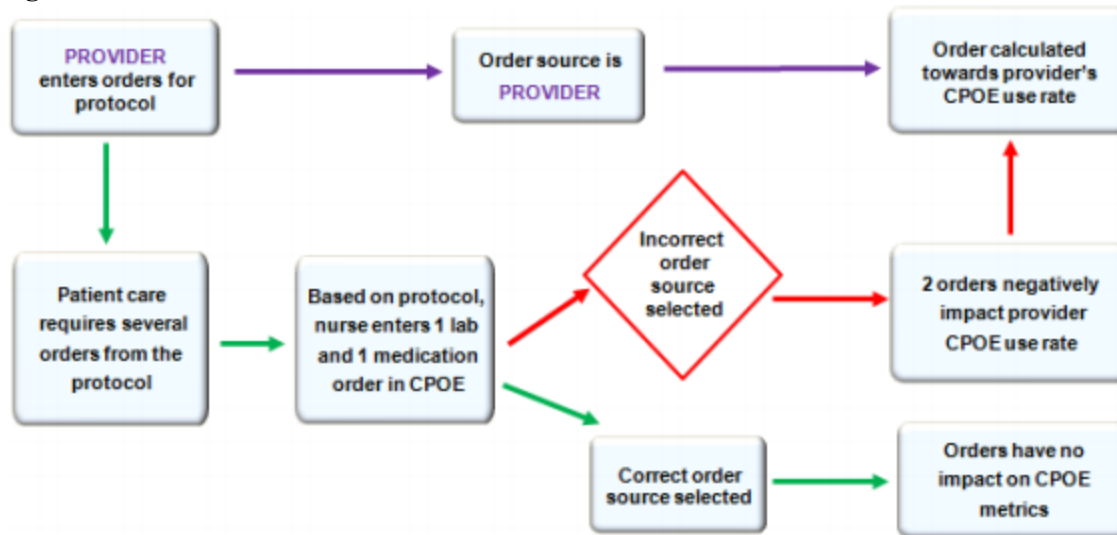 PROVIDER
enters orders for
protocol
Order source is
PROVIDER
Order calculated
towards provider's
CPOE use rate
Patient care
requires several
orders from the
protocol
Based on protocol,
nurse enters 1 lab
and 1 medication
order in CPOE
Incorrect
order
source
selected
2 orders negatively
impact provider
CPOE use rate
Correct order
source selected
Orders have no
impact on CPOE
metrics